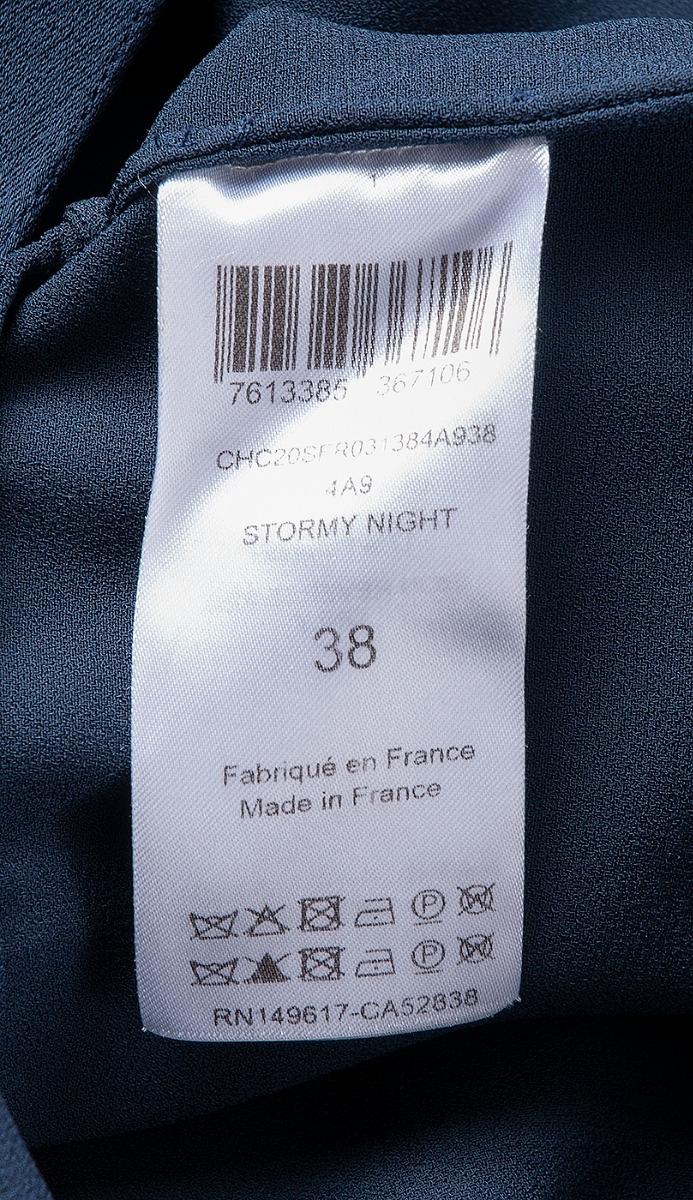 7613385 367106
CHC20SFR031384A938
4A9
STORMY NIGHT
38
Fabriqué en France
Made in France
P W
P W
RN149617-CA52838